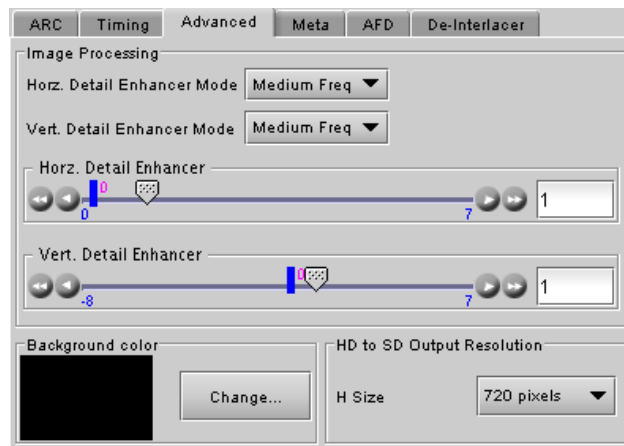 ARC Timing Advanced Meta AFD De-Interlacer
Image Processing
Horz. Detail Enhancer Mode Medium Freq
Vert. Detail Enhancer Mode Medium Freq
Horz. Detail Enhancer
0
0 7
1
Vert. Detail Enhancer
0
-8 7
1
Background color
Change...
HD to SD Output Resolution
H Size 720 pixels